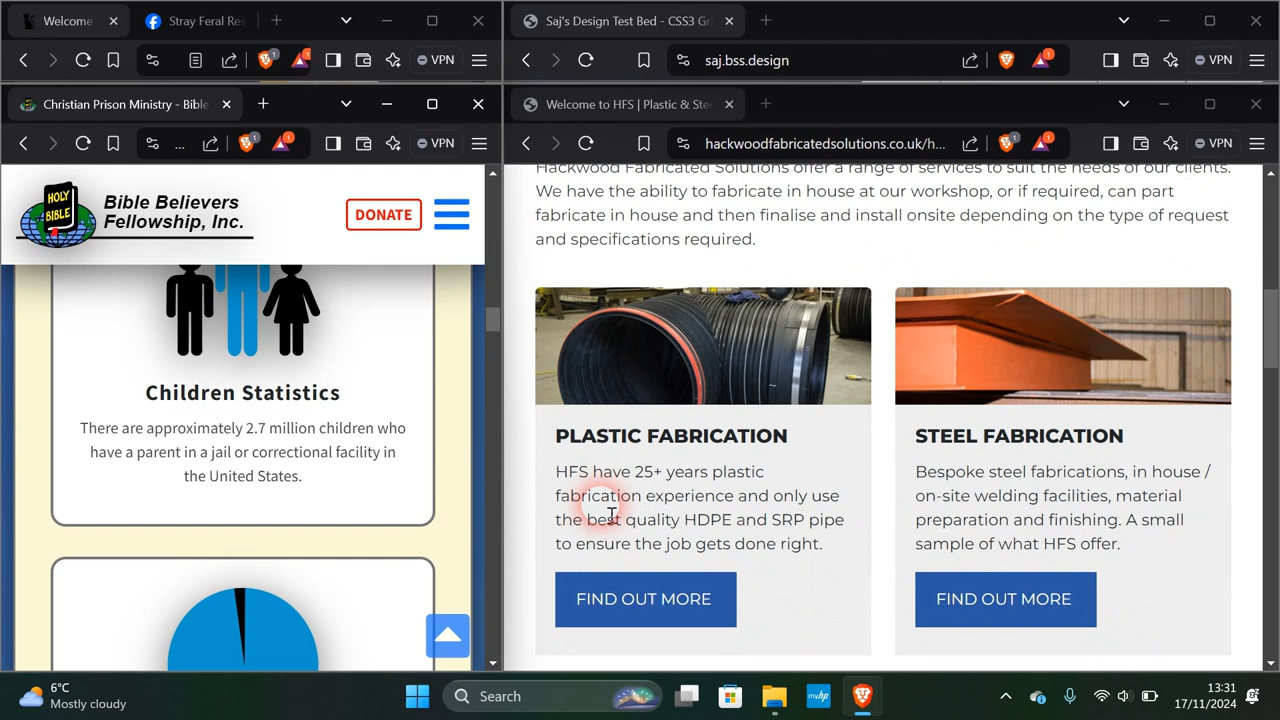 Welcome
Stray Feral Res
Saj's Design Test Bed - CSS3 Gr
VPN
saj.bss.design
VPN
Christian Prison Ministry - Bible
Welcome to HFS | Plastic & Ste
...
VPN
hackwoodfabricatedsolutions.co.uk/h...
VPN
HOLY
BIBLE
Bible Believers
Fellowship, Inc.
DONATE
Children Statistics
There are approximately 2.7 million children who
have a parent in a jail or correctional facility in
the United States.
Hackwood Fabricated Solutions offer a range of services to suit the needs of our clients.
We have the ability to fabricate in house at our workshop, or if required, can part
fabricate in house and then finalise and install onsite depending on the type of request
and specifications required.
PLASTIC FABRICATION
HFS have 25+ years plastic
fabrication experience and only use
the best quality HDPE and SRP pipe
to ensure the job gets done right.
FIND OUT MORE
STEEL FABRICATION
Bespoke steel fabrications, in house /
on-site welding facilities, material
preparation and finishing. A small
sample of what HFS offer.
FIND OUT MORE
6°C
Mostly cloudy
Search
myhp
13:31
17/11/2024